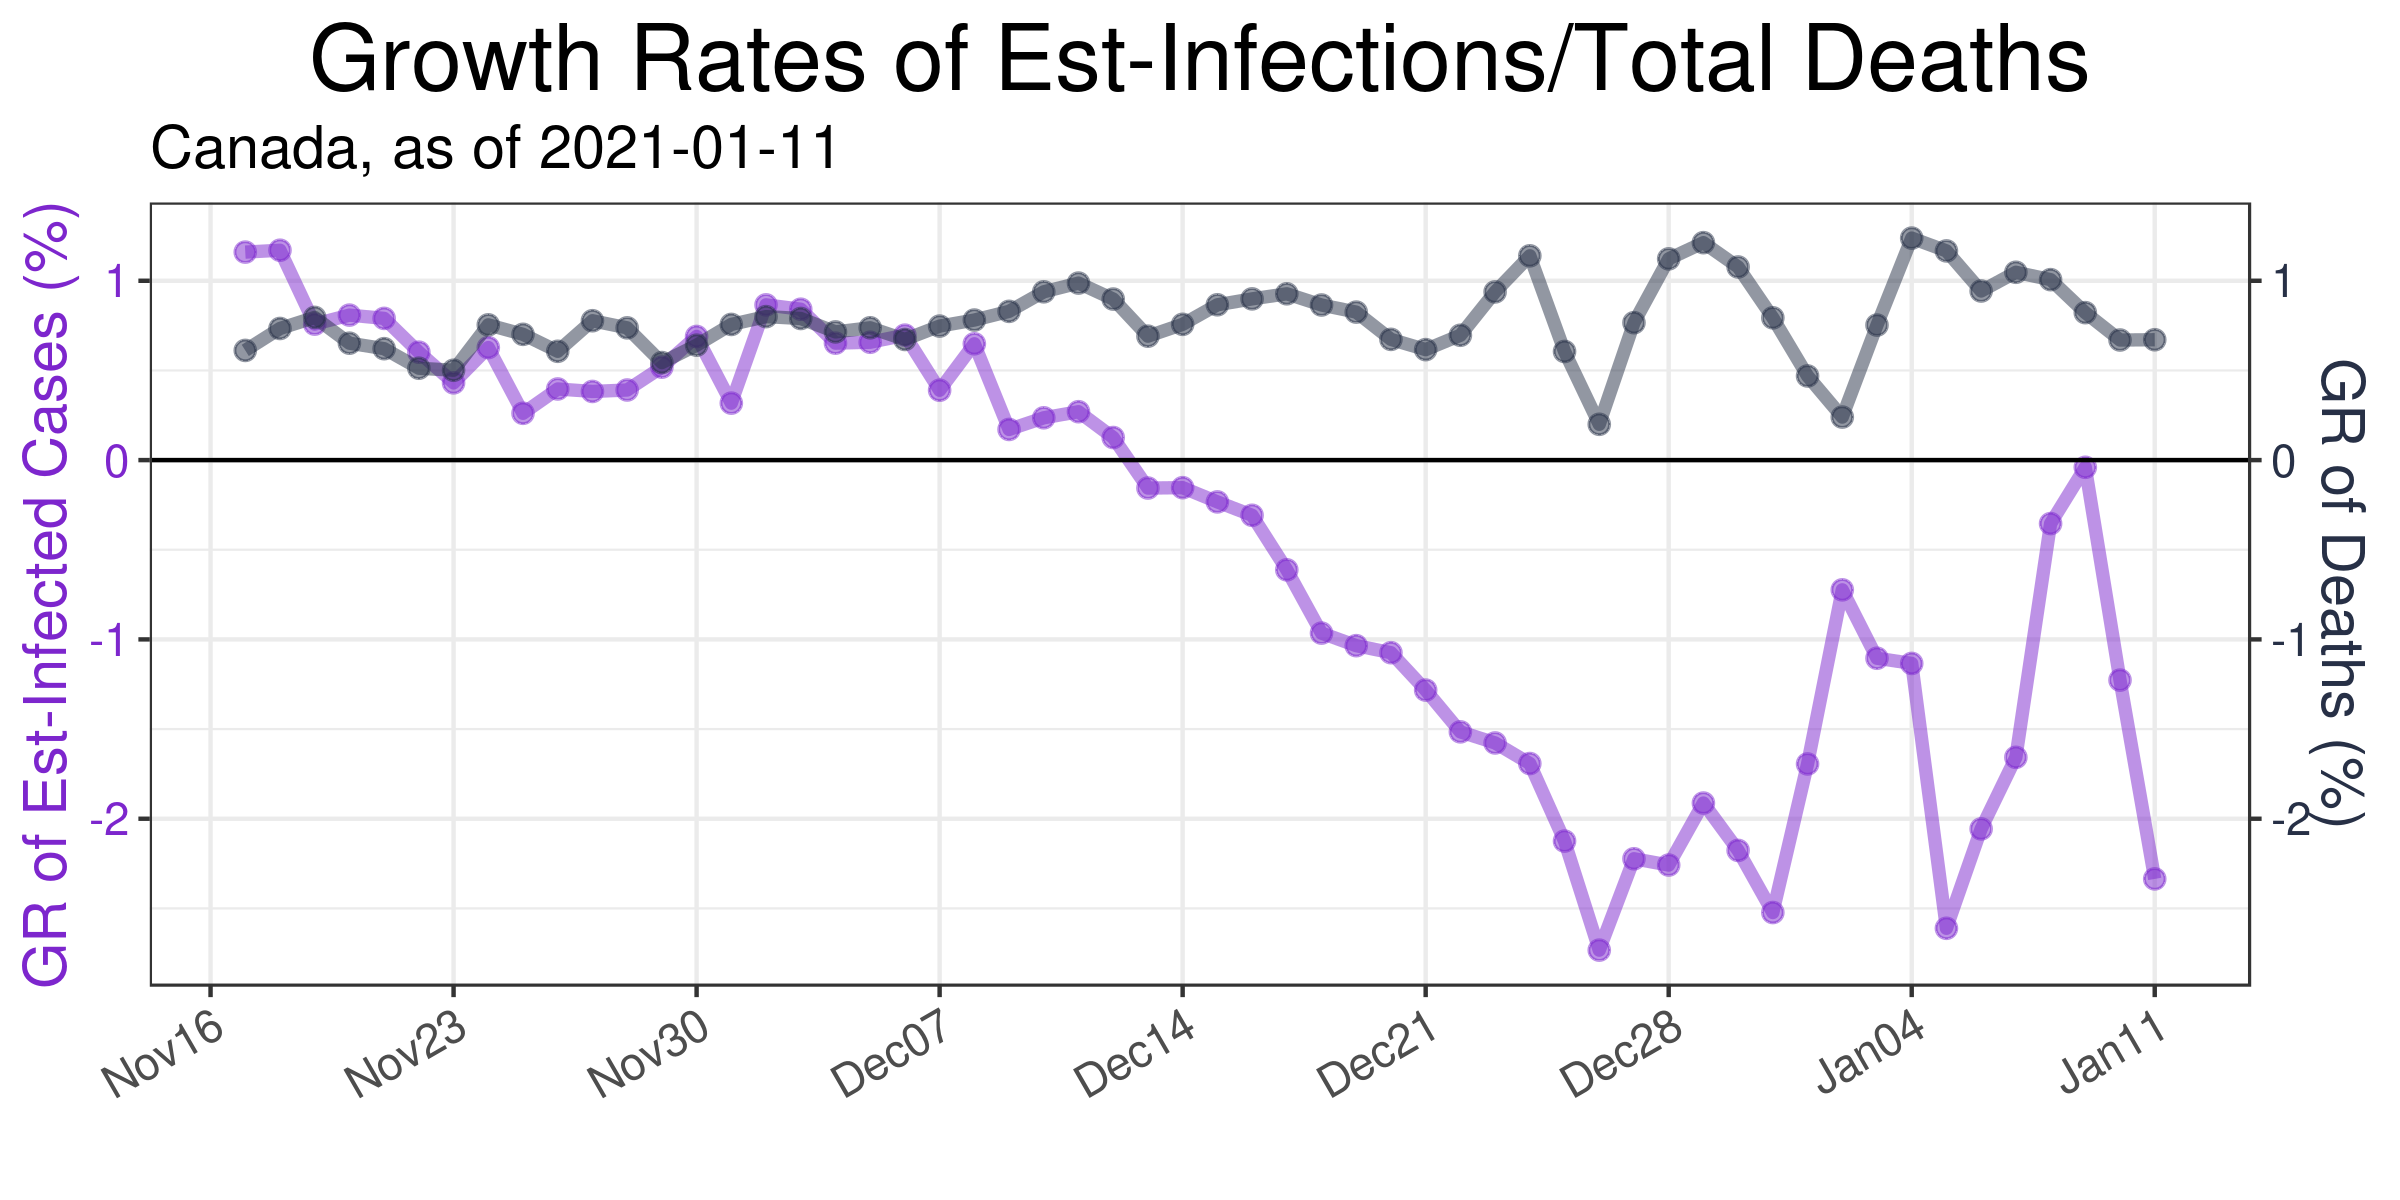 Growth Rates of Est-Infections/Total Deaths
Canada, as of 2021-01-11
GR of Est-Infected Cases (%)
1
0
-1
-2
1
0
-1
-2
GR of Deaths (%)
Nov16
Nov23
Nov30
Dec07
Dec14
Dec21
Dec28
Jan04
Jan11